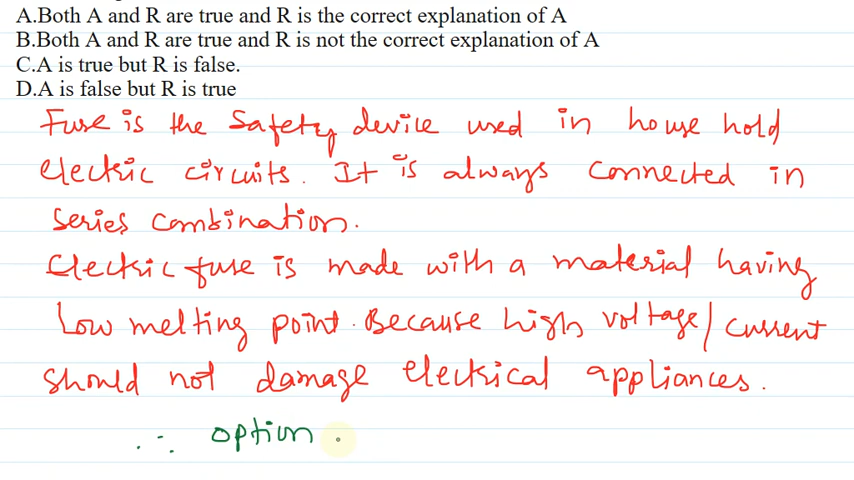 A.Both A and R are true and R is the correct explanation of A
B.Both A and R are true and R is not the correct explanation of A
C.A is true but R is false.
D.A is false but R is true
Fuse is the Safety device used in house hold
electric circuits. It is always connected in
series combination.
Electric fuse is made with a material having
Low melting point. Because high voltage/current
should not damage electrical appliances.
∴ option